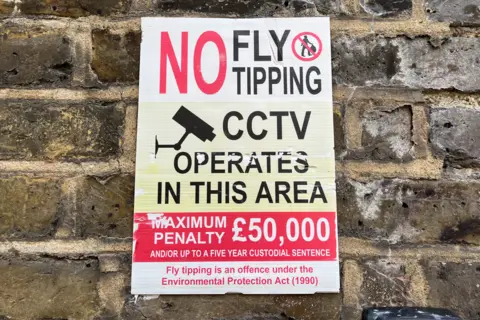 NO FLY
TIPPING
CCTV
OPERATES
IN THIS AREA
MAXIMUM
PENALTY £50,000
AND/OR UP TO A FIVE YEAR CUSTODIAL SENTENCE
Fly tipping is an offence under the
Environmental Protection Act (1990)